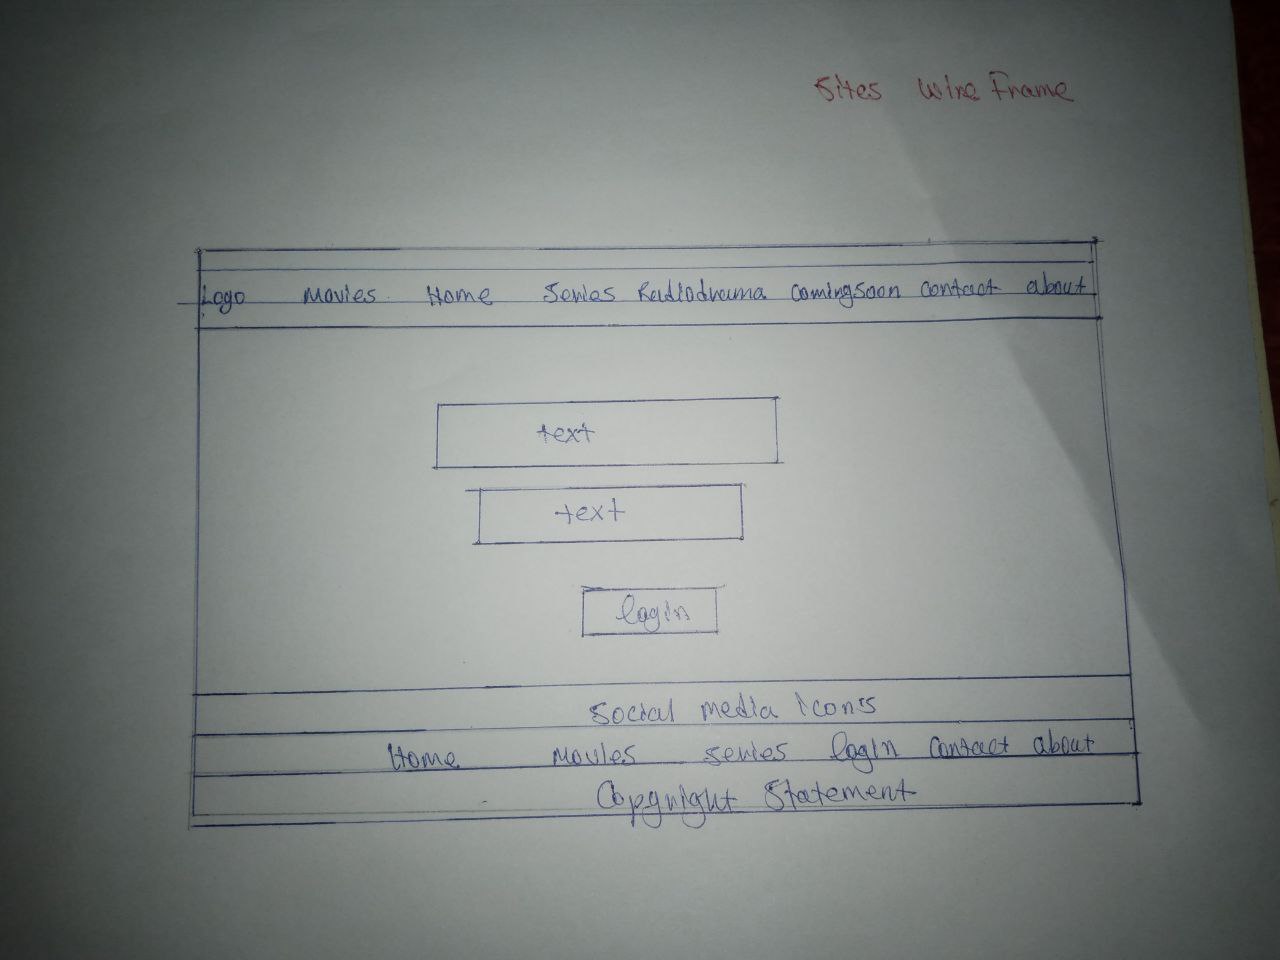 Sites Wire Frame
Logo Movies Home Series Radiodrama Comingsoon contact about
text
text
login
Social media icons
Home Movies series login contact about
Copyright Statement